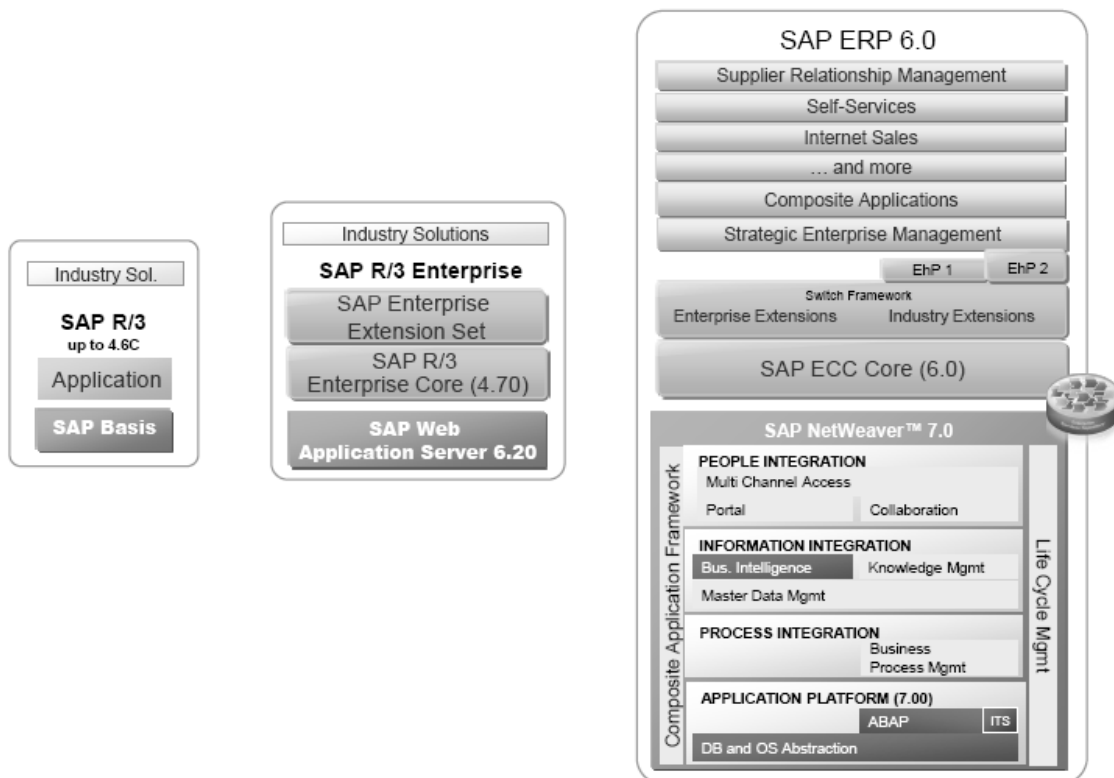 Industry Sol.
SAP R/3
up to 4.6C
Application
SAP Basis
Industry Solutions
SAP R/3 Enterprise
SAP Enterprise
Extension Set
SAP R/3
Enterprise Core (4.70)
SAP Web
Application Server 6.20
SAP ERP 6.0
Supplier Relationship Management
Self-Services
Internet Sales
... and more
Composite Applications
Strategic Enterprise Management
EhP 1
EhP 2
Switch Framework
Enterprise Extensions
Industry Extensions
SAP ECC Core (6.0)
SAP NetWeaver™ 7.0
Composite Application Framework
PEOPLE INTEGRATION
Multi Channel Access
Portal
Collaboration
INFORMATION INTEGRATION
Bus. Intelligence
Knowledge Mgmt
Master Data Mgmt
PROCESS INTEGRATION
Business
Process Mgmt
APPLICATION PLATFORM (7.00)
ABAP
ITS
DB and OS Abstraction
Life Cycle Mgmt